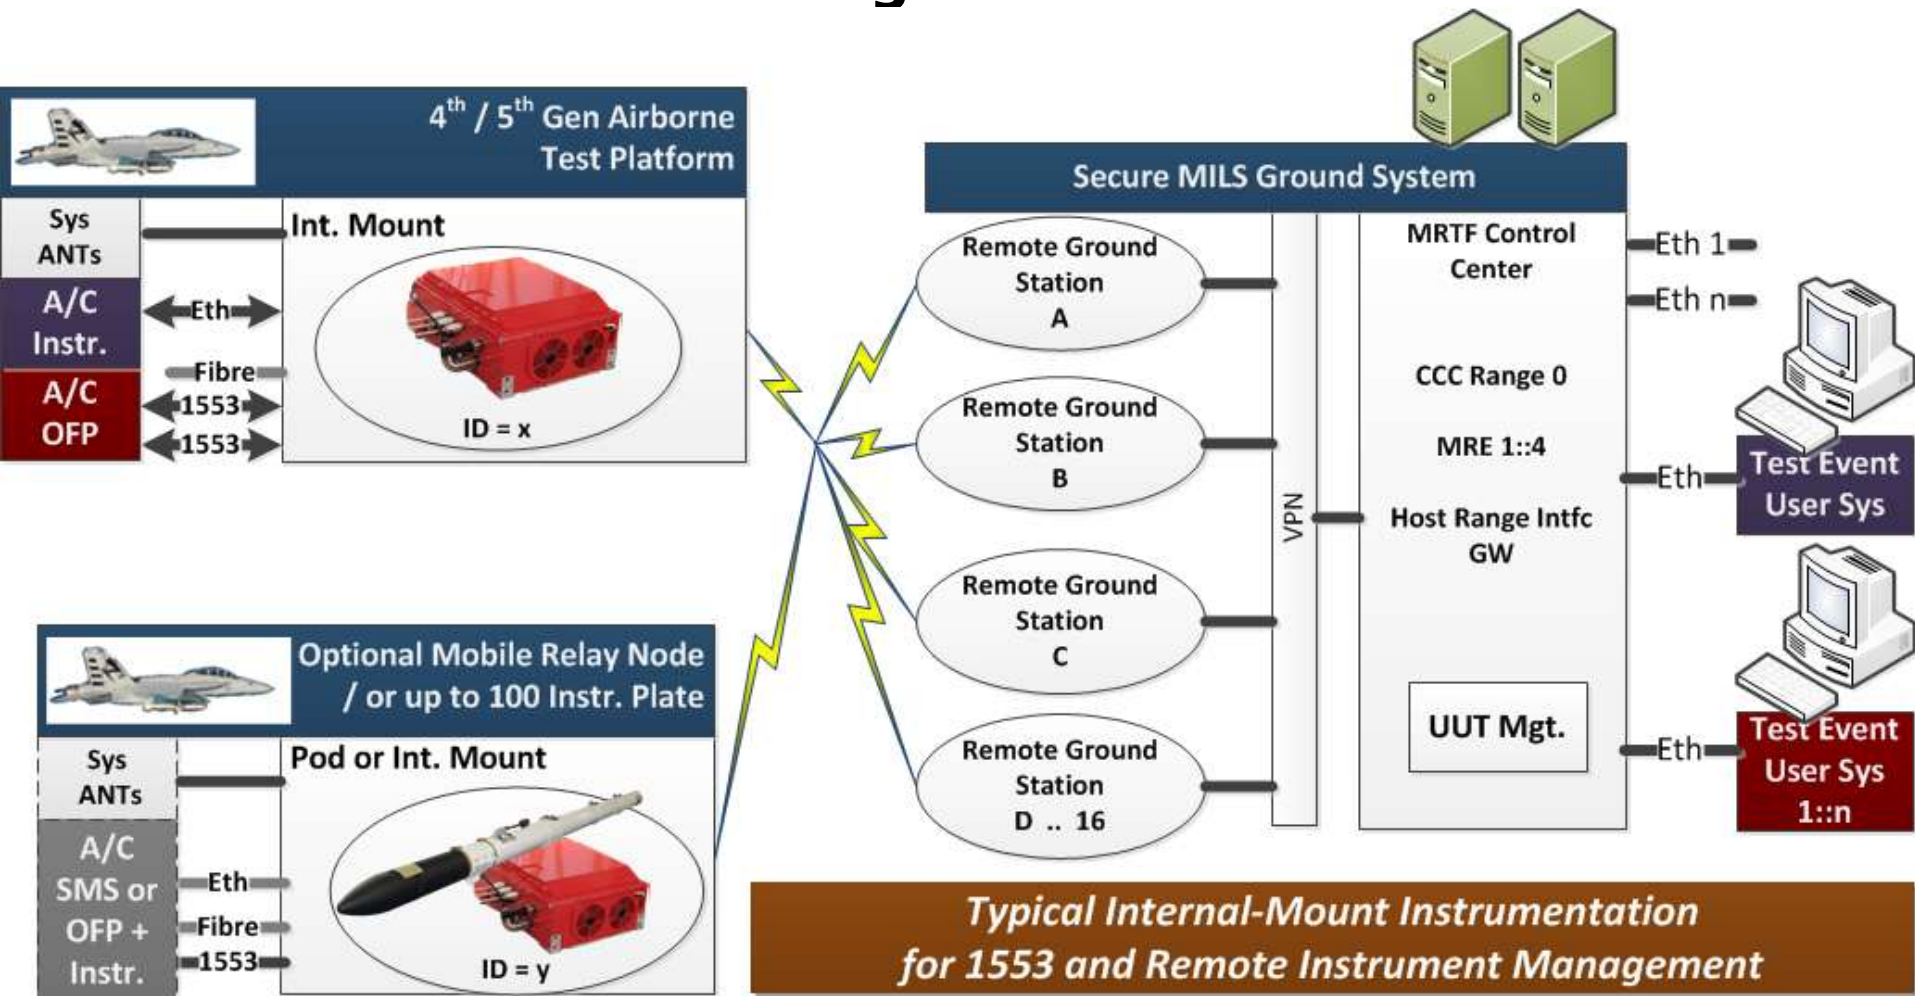 4th / 5th Gen Airborne
Test Platform
Sys
ANTs
Int. Mount
A/C
Instr.
Eth
Fibre
A/C
OFP
1553
1553
ID = x
Optional Mobile Relay Node
/ or up to 100 Instr. Plate
Sys
ANTs
Pod or Int. Mount
A/C
SMS or
OFP +
Instr.
Eth
Fibre
1553
ID = y
Secure MILS Ground System
Remote Ground
Station
A
Remote Ground
Station
B
Remote Ground
Station
C
Remote Ground
Station
D .. 16
VPN
MRTF Control
Center
CCC Range 0
MRE 1::4
Host Range Intfc
GW
UUT Mgt.
Eth 1
Eth n
Eth
Test Event
User Sys
Eth
Test Event
User Sys
1::n
Typical Internal-Mount Instrumentation
for 1553 and Remote Instrument Management